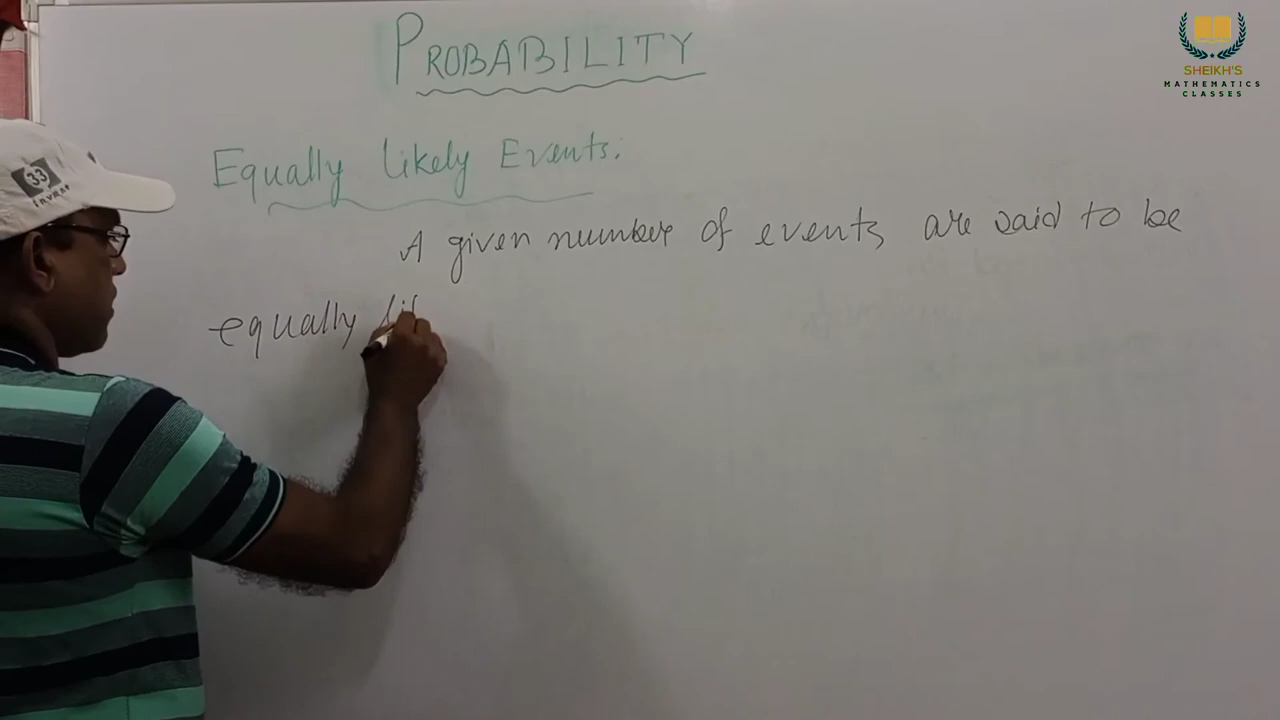 PROBABILITY
SHEIKH'S
MATHEMATICS
CLASSES
Equally likely Events:
A given number of events are said to be
equally
33